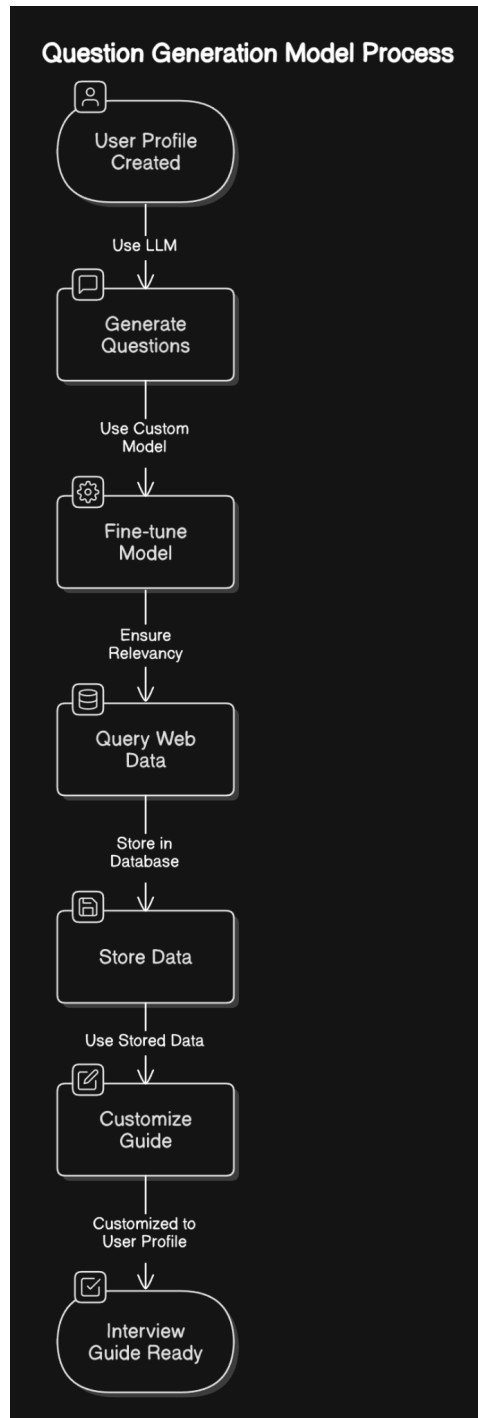 Question Generation Model Process
User Profile
Created
Use LLM
Generate
Questions
Use Custom
Model
Fine-tune
Model
Ensure
Relevancy
Query Web
Data
Store in
Database
Store Data
Use Stored Data
Customize
Guide
Customized to
User Profile
Interview
Guide Ready